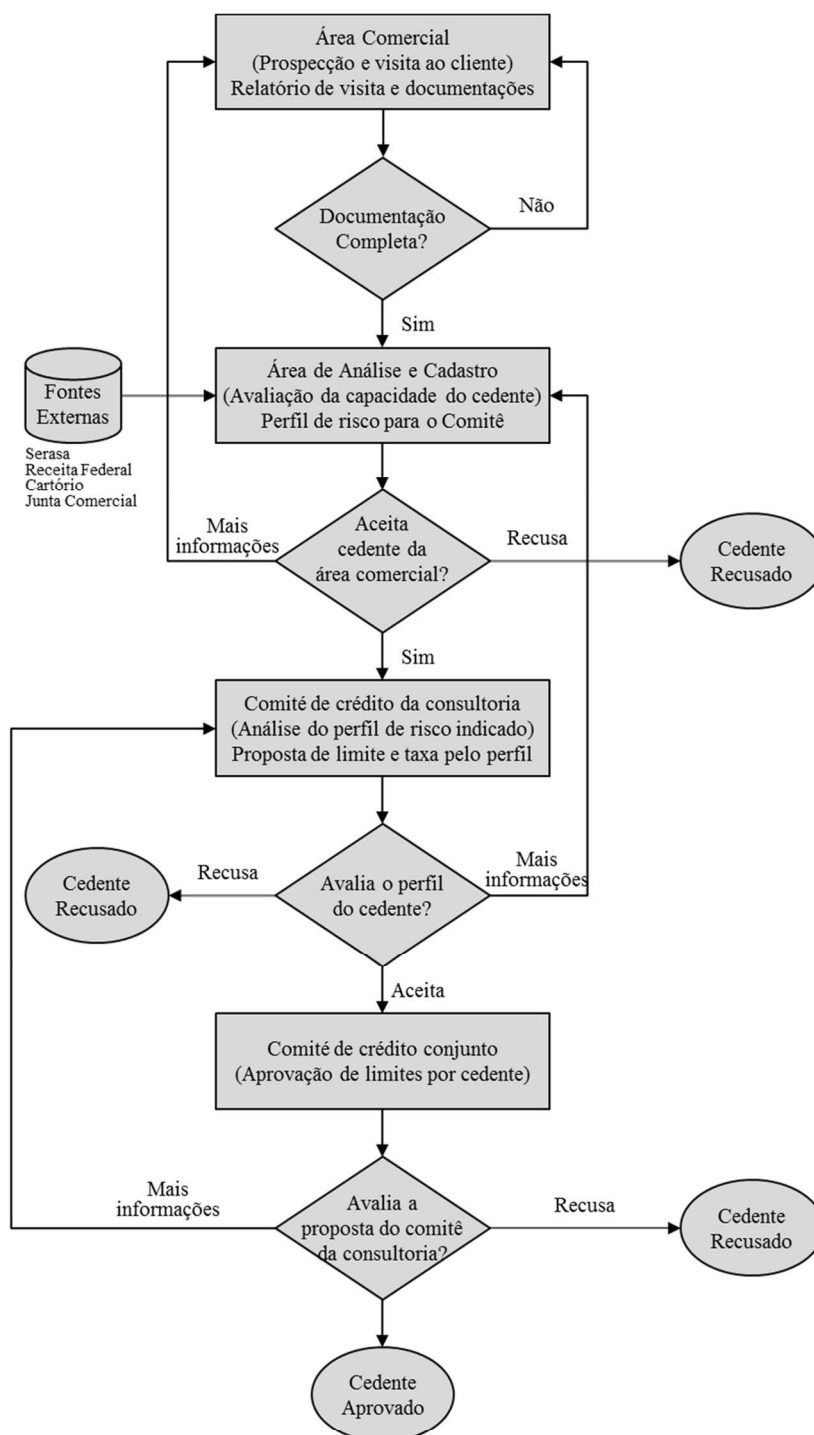 Área Comercial
(Prospecção e visita ao cliente)
Relatório de visita e documentações
Documentação
Completa?
Não
Sim
Fontes
Externas
Serasa
Receita Federal
Cartório
Junta Comercial
Área de Análise e Cadastro
(Avaliação da capacidade do cedente)
Perfil de risco para o Comitê
Mais
informações
Aceita
cedente da
área comercial?
Recusa
Cedente
Recusado
Sim
Comité de crédito da consultoria
(Análise do perfil de risco indicado)
Proposta de limite e taxa pelo perfil
Cedente
Recusado
Recusa
Avalia o perfil
do cedente?
Mais
informações
Aceita
Comité de crédito conjunto
(Aprovação de limites por cedente)
Mais
informações
Avalia a
proposta do comitê
da consultoria?
Recusa
Cedente
Recusado
Cedente
Aprovado